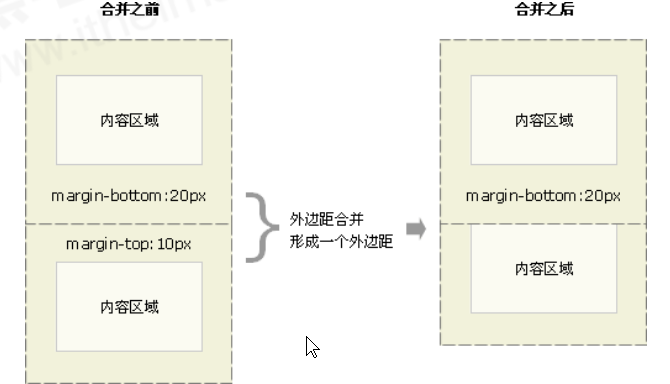 合并之前
合并之后
内容区域
内容区域
margin-bottom:20px
margin-bottom:20px
margin-top:10px
外边距合并
形成一个外边距
内容区域
内容区域